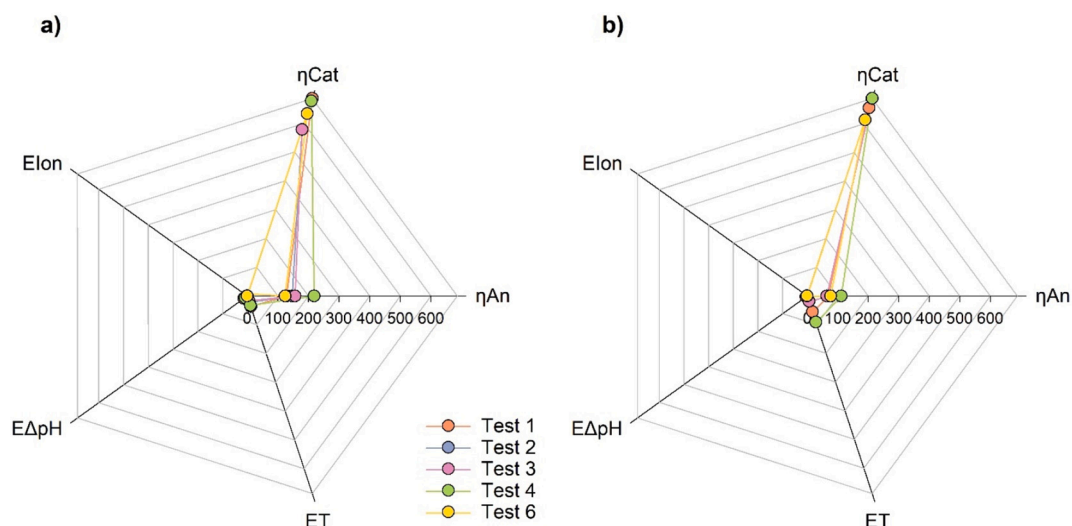 a)
b)
ηCat
ηCat
EIon
EIon
ηAn
ηAn
0 100 200 300 400 500 600
0 100 200 300 400 500 600
EΔpH
EΔpH
ET
ET
Test 1
Test 2
Test 3
Test 4
Test 6